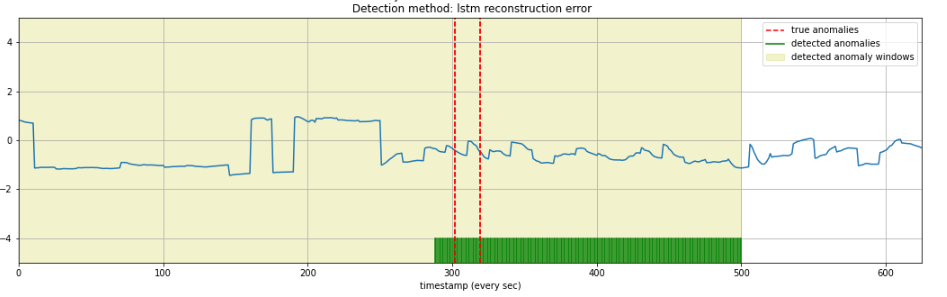 Detection method: lstm reconstruction error
true anomalies
detected anomalies
detected anomaly windows
4
2
0
−2
−4
0 100 200 300 400 500 600
timestamp (every sec)